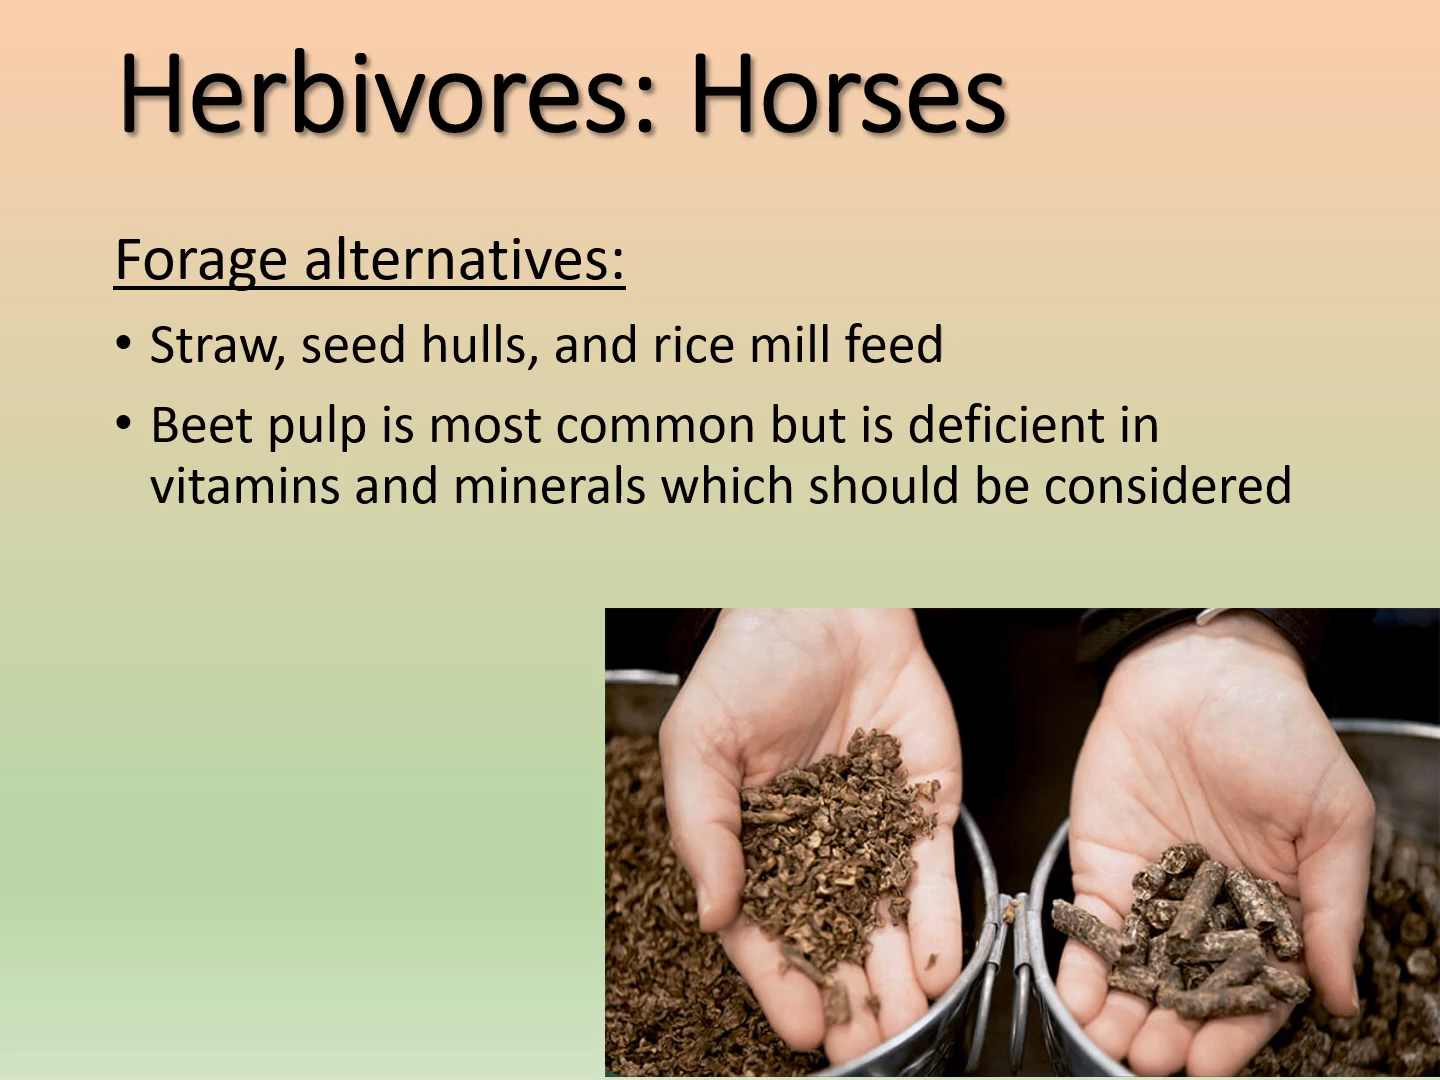 Herbivores: Horses
Forage alternatives:
• Straw, seed hulls, and rice mill feed
• Beet pulp is most common but is deficient in
vitamins and minerals which should be considered